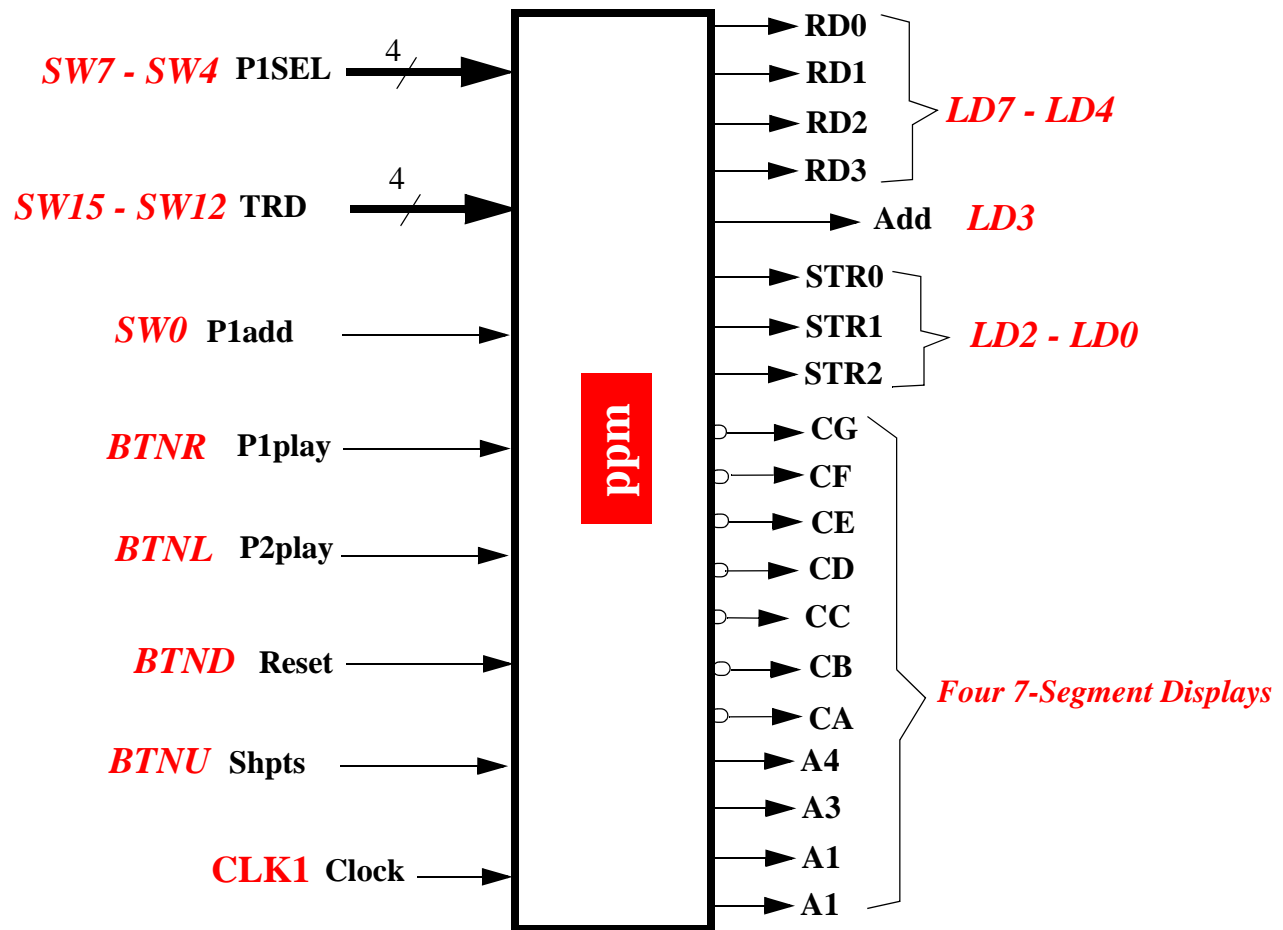 4
SW7 - SW4 P1SEL
4
SW15 - SW12 TRD
SW0 P1add
BTNR P1play
BTNL P2play
BTND Reset
BTNU Shpts
CLK1 Clock
ppm
RD0
RD1
RD2
RD3
LD7 - LD4
Add LD3
STR0
STR1
STR2
LD2 - LD0
CG
CF
CE
CD
CC
CB
CA
A4
A3
A1
A1
Four 7-Segment Displays